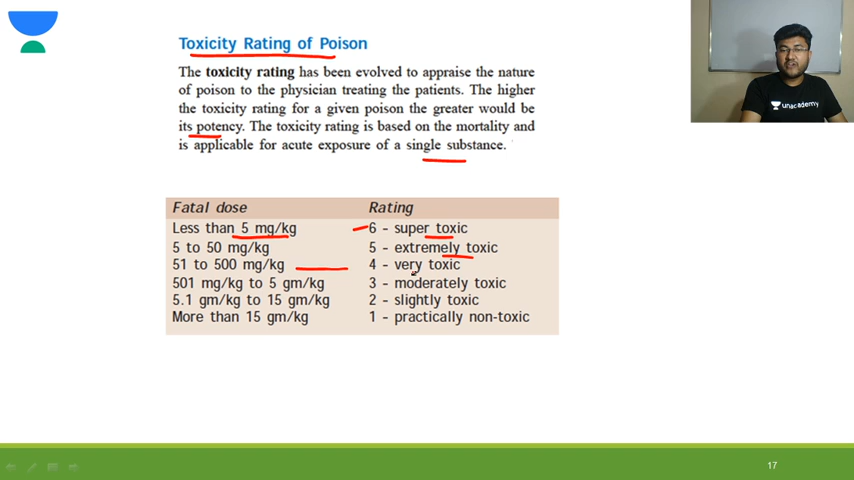 Toxicity Rating of Poison
The toxicity rating has been evolved to appraise the nature
of poison to the physician treating the patients. The higher
the toxicity rating for a given poison the greater would be
its potency. The toxicity rating is based on the mortality and
is applicable for acute exposure of a single substance.
unacademy
Fatal dose Rating
Less than 5 mg/kg 6 - super toxic
5 to 50 mg/kg 5 - extremely toxic
51 to 500 mg/kg 4 - very toxic
501 mg/kg to 5 gm/kg 3 - moderately toxic
5.1 gm/kg to 15 gm/kg 2 - slightly toxic
More than 15 gm/kg 1 - practically non-toxic
17